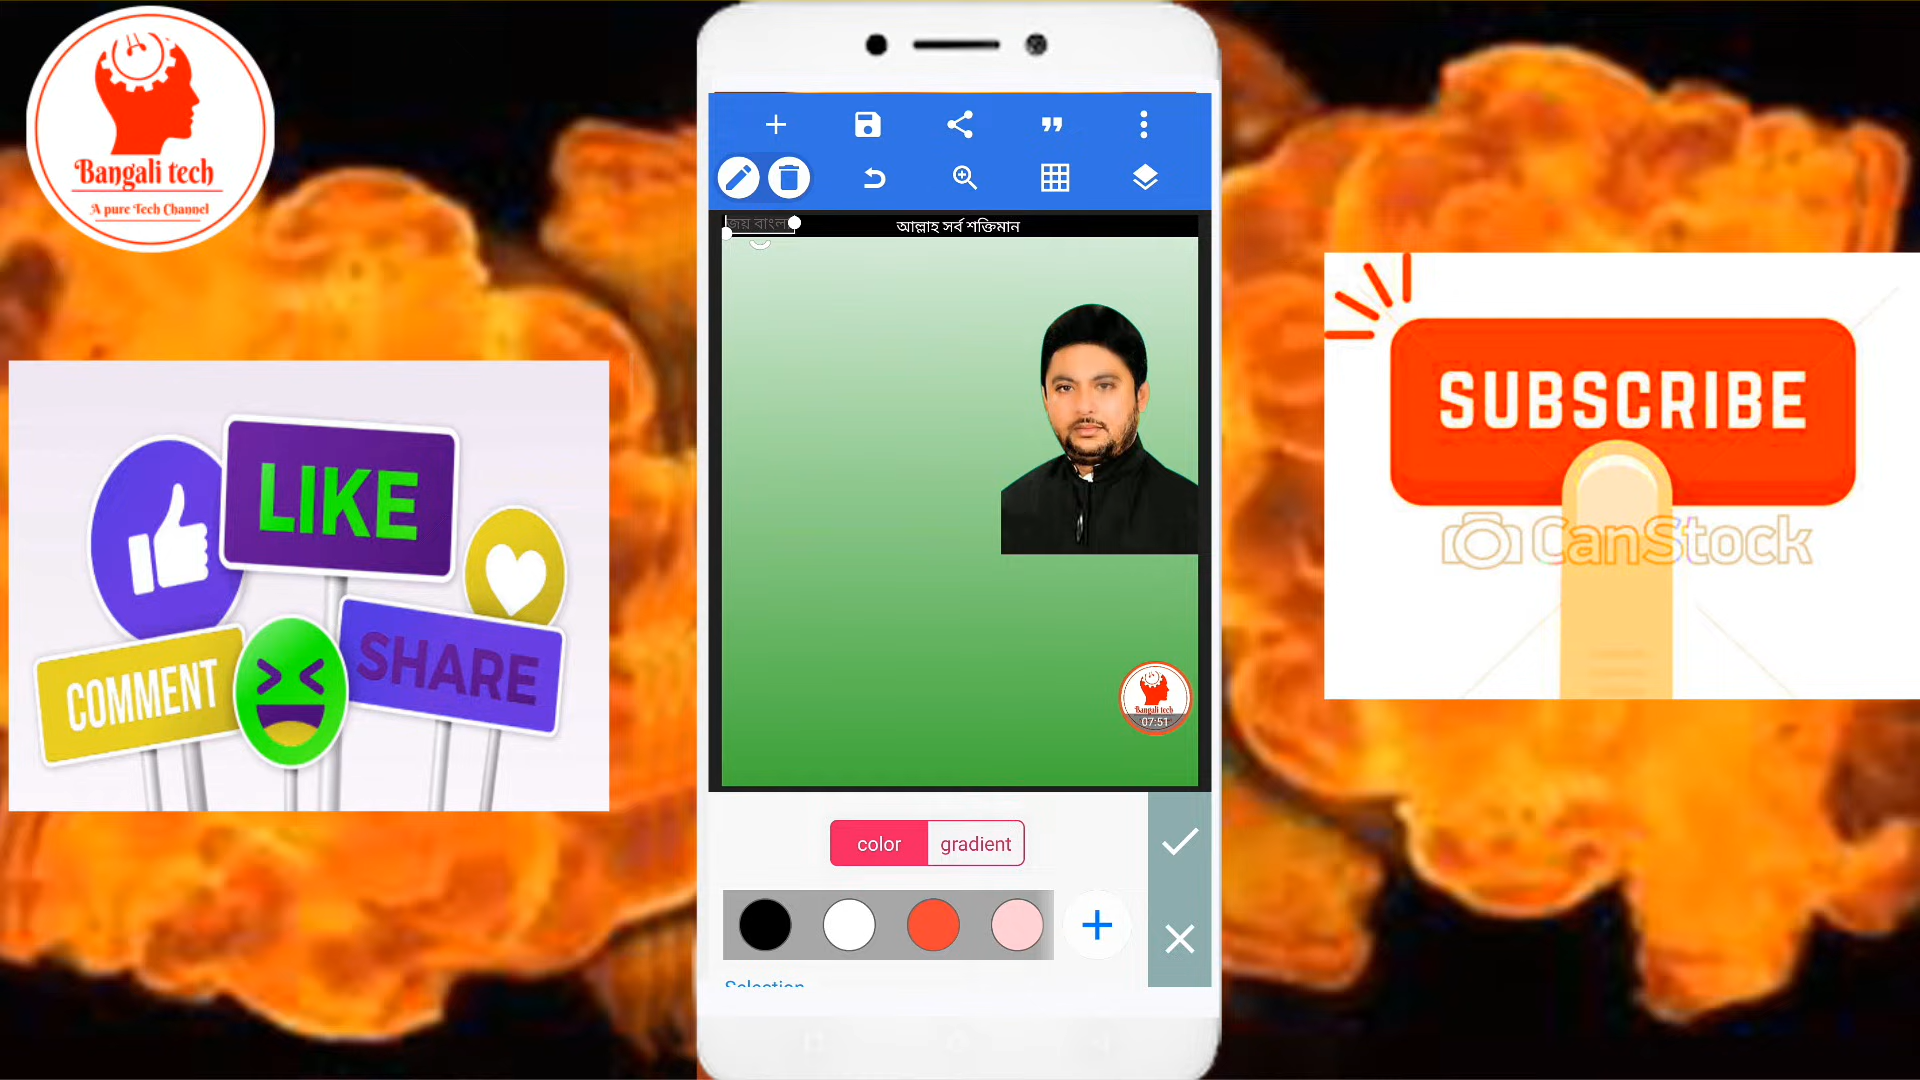 Bangali tech
A pure Tech Channel
আল্লাহ সর্ব শক্তিমান
জয় বাংলা
LIKE
COMMENT
SHARE
SUBSCRIBE
CanStock
Bangali tech
07:51
color
gradient
Selection